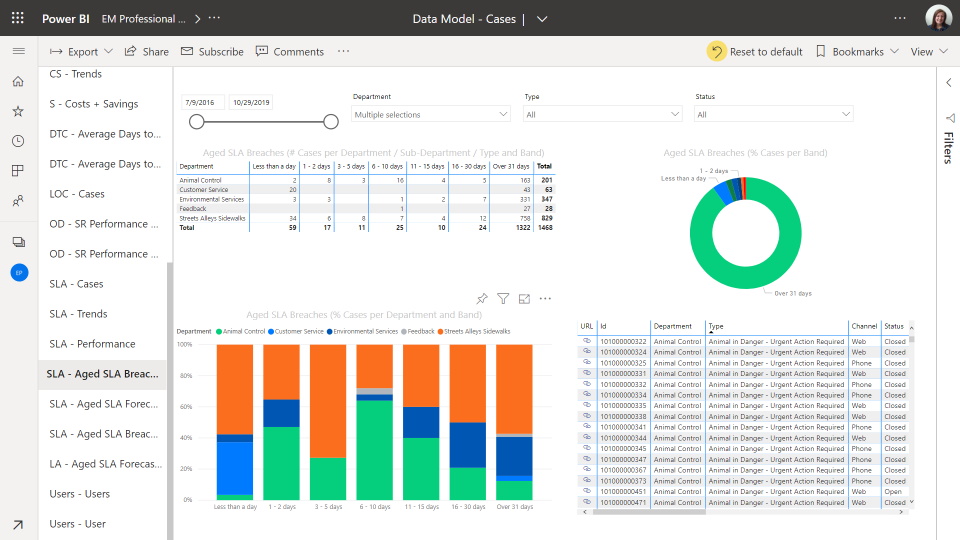 Power BI EM Professional ... Data Model - Cases |
Export Share Subscribe Comments Reset to default Bookmarks View
CS - Trends
S - Costs + Savings
DTC - Average Days to...
DTC - Average Days to...
LOC - Cases
OD - SR Performance ...
OD - SR Performance ...
SLA - Cases
SLA - Trends
SLA - Performance
SLA - Aged SLA Breac...
SLA - Aged SLA Forec...
SLA - Aged SLA Breac...
LA - Aged SLA Forecas...
Users - Users
Users - User
EP
7/9/2016 10/29/2019
Department
Multiple selections
Type
All
Status
All
Filters
Aged SLA Breaches (# Cases per Department / Sub-Department / Type and Band)
Department Less than a day 1 - 2 days 3 - 5 days 6 - 10 days 11 - 15 days 16 - 30 days Over 31 days Total
Animal Control 2 8 3 16 4 5 163 201
Customer Service 20 43 63
Environmental Services 3 3 1 2 7 331 347
Feedback 1 27 28
Streets Alleys Sidewalks 34 6 8 7 4 12 758 829
Total 59 17 11 25 10 24 1322 1468
Aged SLA Breaches (% Cases per Band)
1 - 2 days
Less than a day
Over 31 days
Aged SLA Breaches (% Cases per Department and Band)
Department Animal Control Customer Service Environmental Services Feedback Streets Alleys Sidewalks
100%
80%
60%
40%
20%
0%
Less than a day 1 - 2 days 3 - 5 days 6 - 10 days 11 - 15 days 16 - 30 days Over 31 days
URL Id Department Type Channel Status
101000000322 Animal Control Animal in Danger - Urgent Action Required Web Closed
101000000324 Animal Control Animal in Danger - Urgent Action Required Web Closed
101000000325 Animal Control Animal in Danger - Urgent Action Required Phone Closed
101000000331 Animal Control Animal in Danger - Urgent Action Required Web Closed
101000000332 Animal Control Animal in Danger - Urgent Action Required Phone Closed
101000000334 Animal Control Animal in Danger - Urgent Action Required Phone Closed
101000000335 Animal Control Animal in Danger - Urgent Action Required Web Closed
101000000338 Animal Control Animal in Danger - Urgent Action Required Web Closed
101000000341 Animal Control Animal in Danger - Urgent Action Required Phone Closed
101000000344 Animal Control Animal in Danger - Urgent Action Required Web Closed
101000000345 Animal Control Animal in Danger - Urgent Action Required Phone Closed
101000000347 Animal Control Animal in Danger - Urgent Action Required Phone Closed
101000000367 Animal Control Animal in Danger - Urgent Action Required Phone Closed
101000000373 Animal Control Animal in Danger - Urgent Action Required Phone Closed
101000000451 Animal Control Animal in Danger - Urgent Action Required Web Open
101000000471 Animal Control Animal in Danger - Urgent Action Required Web Closed